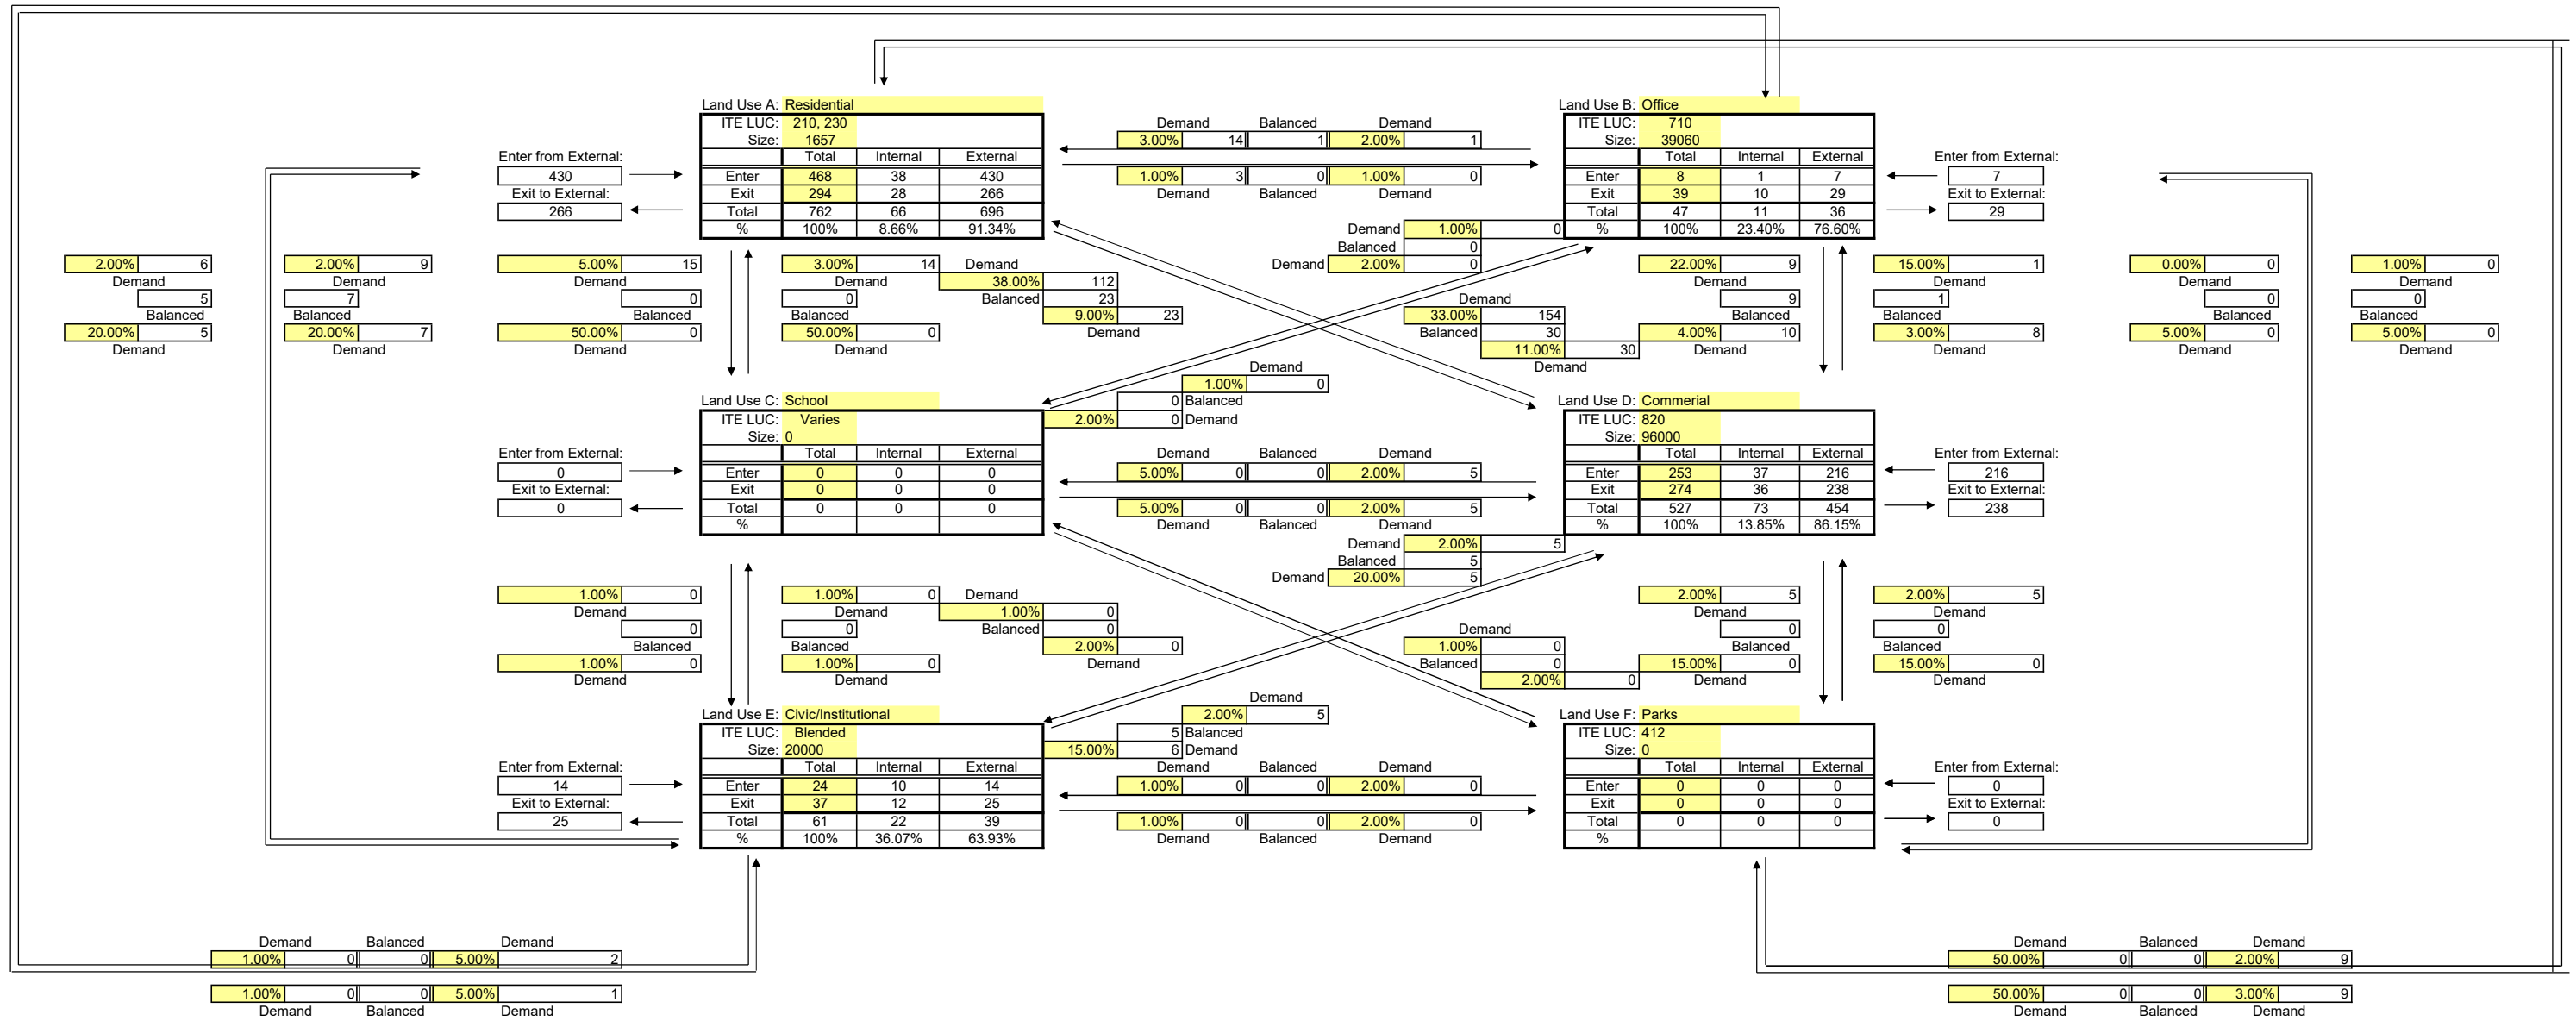 Land Use A: Residential
ITE LUC: 210, 230
Size: 1657
Total Internal External
Enter 468 38 430
Exit 294 28 266
Total 762 66 696
% 100% 8.66% 91.34%
Enter from External:
430
Exit to External:
266
Demand Balanced Demand
3.00% 14 1 2.00% 1
1.00% 3 0 1.00% 0
Demand Balanced Demand
Land Use B: Office
ITE LUC: 710
Size: 39060
Total Internal External
Enter 8 1 7
Exit 39 10 29
Total 47 11 36
% 100% 23.40% 76.60%
Enter from External:
7
Exit to External:
29
Demand 1.00% 0
Balanced 0
Demand 2.00% 0
2.00% 6
Demand
5
Balanced
20.00% 5
Demand
2.00% 9
Demand
7
Balanced
20.00% 7
Demand
5.00% 15
Demand
0
Balanced
50.00% 0
Demand
3.00% 14
Demand
0
Balanced
50.00% 0
Demand
Demand
38.00% 112
Balanced 23
9.00% 23
Demand
Demand
33.00% 154
Balanced 30
11.00% 30
Demand
22.00% 9
Demand
9
Balanced
4.00% 10
Demand
15.00% 1
Demand
1
Balanced
3.00% 8
Demand
0.00% 0
Demand
0
Balanced
5.00% 0
Demand
1.00% 0
Demand
0
Balanced
5.00% 0
Demand
Demand
1.00% 0
0 Balanced
2.00% 0 Demand
Land Use C: School
ITE LUC: Varies
Size: 0
Total Internal External
Enter 0 0 0
Exit 0 0 0
Total 0 0 0
%
Enter from External:
0
Exit to External:
0
Demand Balanced Demand
5.00% 0 0 2.00% 5
5.00% 0 0 2.00% 5
Demand Balanced Demand
Land Use D: Commerial
ITE LUC: 820
Size: 96000
Total Internal External
Enter 253 37 216
Exit 274 36 238
Total 527 73 454
% 100% 13.85% 86.15%
Enter from External:
216
Exit to External:
238
Demand 2.00% 5
Balanced 5
Demand 20.00% 5
1.00% 0
Demand
0
Balanced
1.00% 0
Demand
1.00% 0
Demand
0
Balanced
1.00% 0
Demand
Demand
1.00% 0
Balanced 0
2.00% 0
Demand
Demand
1.00% 0
Balanced 0
2.00% 0
2.00% 5
Demand
0
Balanced
15.00% 0
Demand
2.00% 5
Demand
0
Balanced
15.00% 0
Demand
Demand
2.00% 5
5 Balanced
15.00% 6 Demand
Land Use E: Civic/Institutional
ITE LUC: Blended
Size: 20000
Total Internal External
Enter 24 10 14
Exit 37 12 25
Total 61 22 39
% 100% 36.07% 63.93%
Enter from External:
14
Exit to External:
25
Demand Balanced Demand
1.00% 0 0 2.00% 0
1.00% 0 0 2.00% 0
Demand Balanced Demand
Land Use F: Parks
ITE LUC: 412
Size: 0
Total Internal External
Enter 0 0 0
Exit 0 0 0
Total 0 0 0
%
Enter from External:
0
Exit to External:
0
Demand Balanced Demand
1.00% 0 0 5.00% 2
1.00% 0 0 5.00% 1
Demand Balanced Demand
Demand Balanced Demand
50.00% 0 0 2.00% 9
50.00% 0 0 3.00% 9
Demand Balanced Demand